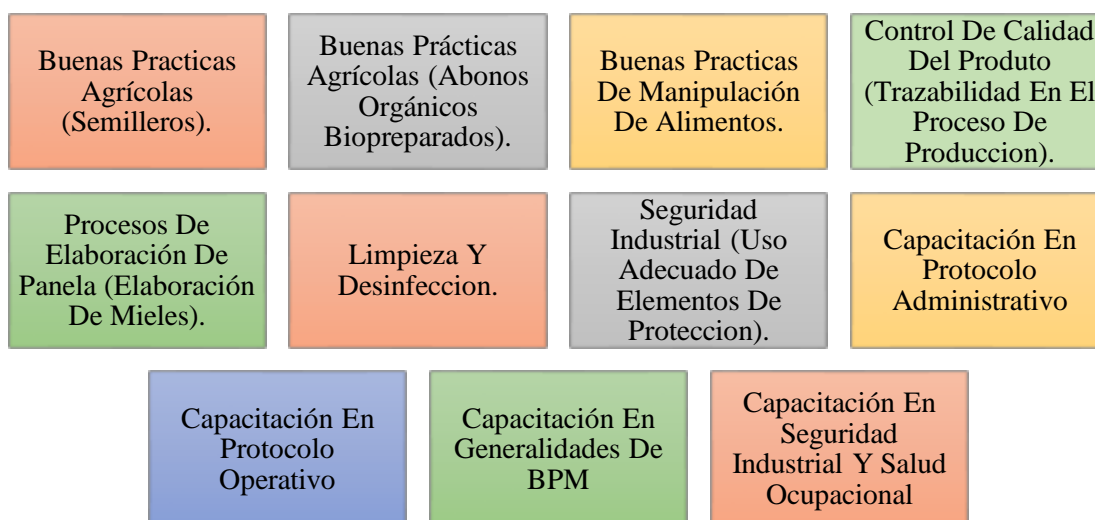 Buenas Practicas
Agrícolas
(Semilleros).
Buenas Prácticas
Agrícolas (Abonos
Orgánicos
Biopreparados).
Buenas Practicas
De Manipulación
De Alimentos.
Control De Calidad
Del Produto
(Trazabilidad En El
Proceso De
Produccion).
Procesos De
Elaboración De
Panela (Elaboración
De Mieles).
Limpieza Y
Desinfeccion.
Seguridad
Industrial (Uso
Adecuado De
Elementos De
Proteccion).
Capacitación En
Protocolo
Administrativo
Capacitación En
Protocolo
Operativo
Capacitación En
Generalidades De
BPM
Capacitación En
Seguridad
Industrial Y Salud
Ocupacional